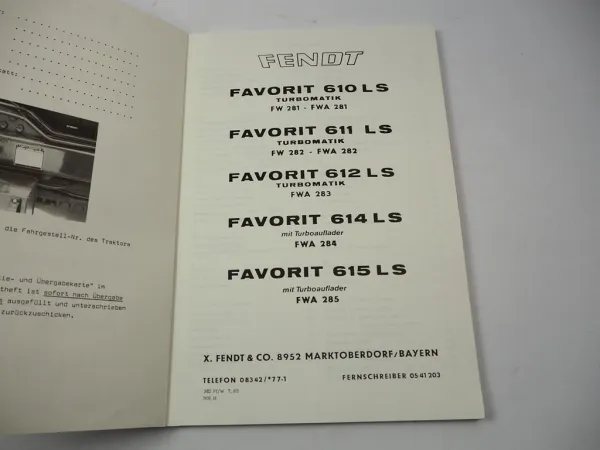 die Fahrgestell-Nr. des Traktors
und Übergabekarte" im
ist sofort nach Übergabe
ausgefüllt und unterschrieben
zurückzuschicken.
FENDT
FAVORIT 610 LS
TURBOMATIK
FW 281 - FWA 281
FAVORIT 611 LS
TURBOMATIK
FW 282 - FWA 282
FAVORIT 612 LS
TURBOMATIK
FWA 283
FAVORIT 614 LS
mit Turboauflader
FWA 284
FAVORIT 615 LS
mit Turboauflader
FWA 285
X. FENDT & CO. 8952 MARKTOBERDORF/BAYERN
TELEFON 08342/*77-1 FERNSCHREIBER 0541203